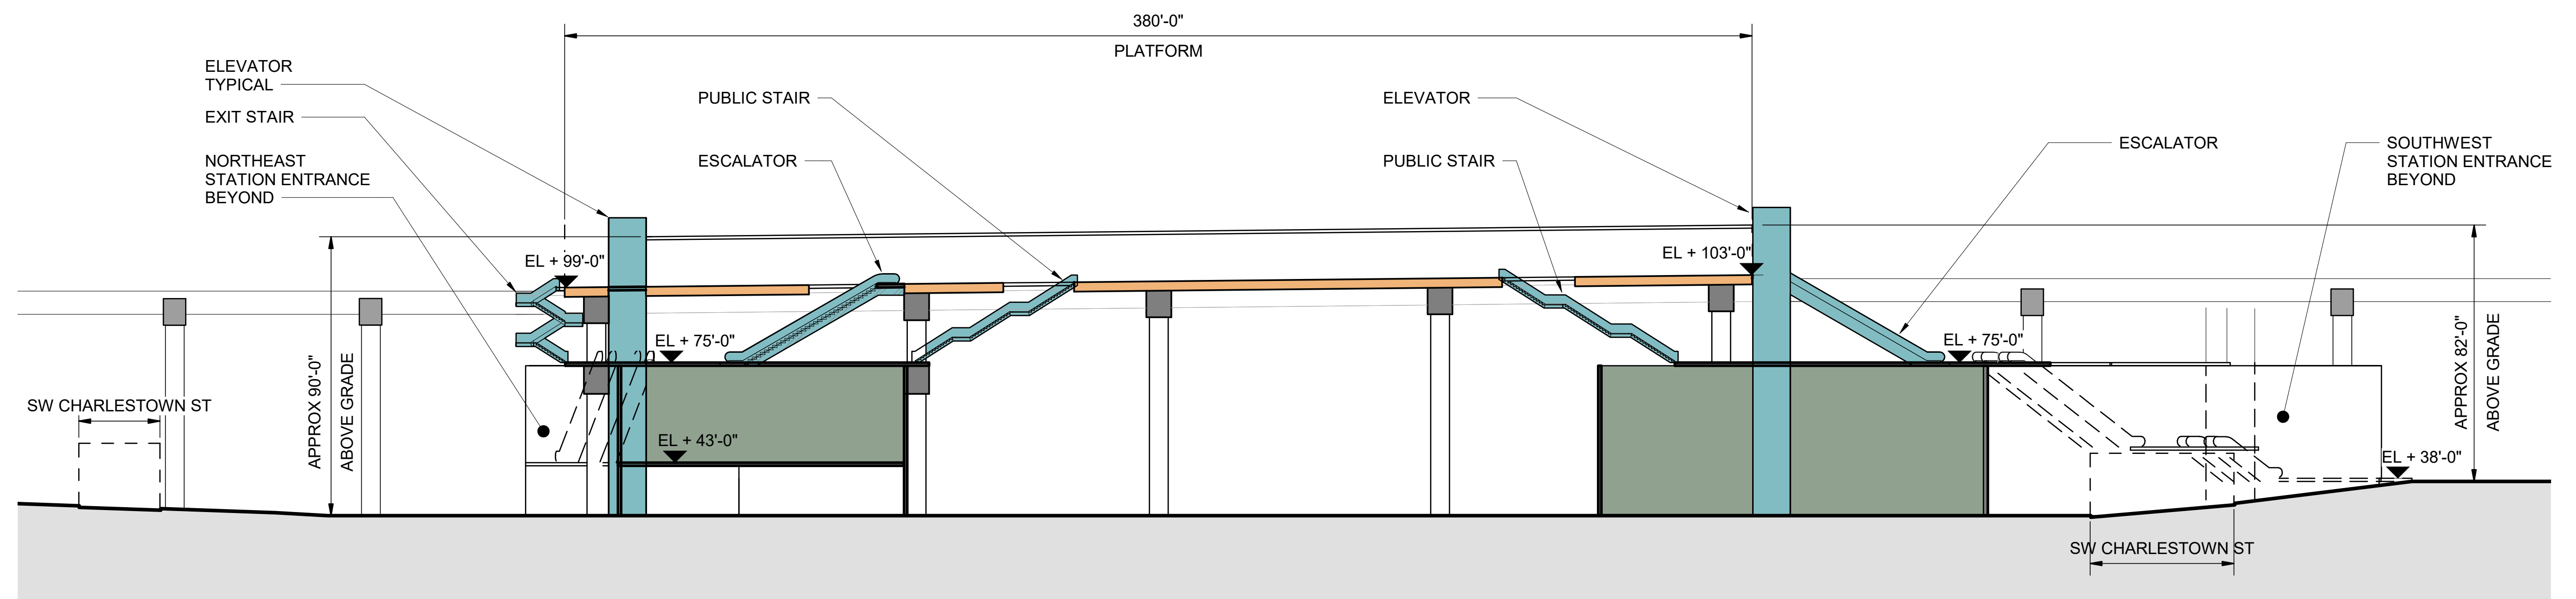 380'-0"
PLATFORM
ELEVATOR
TYPICAL
EXIT STAIR
NORTHEAST
STATION ENTRANCE
BEYOND
PUBLIC STAIR
ESCALATOR
ELEVATOR
PUBLIC STAIR
ESCALATOR
SOUTHWEST
STATION ENTRANCE
BEYOND
EL + 99'-0"
EL + 103'-0"
EL + 75'-0"
EL + 75'-0"
SW CHARLESTOWN ST
APPROX 90'-0"
ABOVE GRADE
EL + 43'-0"
APPROX 82'-0"
ABOVE GRADE
EL + 38'-0"
SW CHARLESTOWN ST